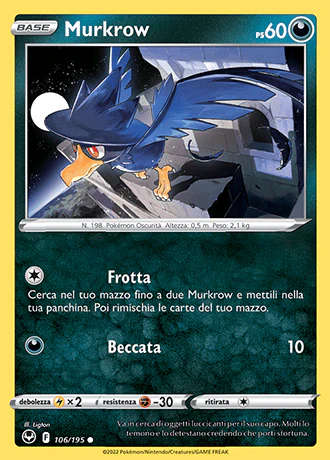 BASE Murkrow PS60
N. 198 Pokémon Oscurità Altezza: 0,5 m Peso: 2,1 kg
Frotta
Cerca nel tuo mazzo fino a due Murkrow e mettili nella
tua panchina. Poi rimischia le carte del tuo mazzo.
Beccata 10
debolezza ×2 resistenza -30 ritirata
Ill. Ligton
F 106/195
Va in cerca di oggetti luccicanti per il suo capo. Molti lo
temono e lo detestano credendo che porti sfortuna.
©2022 Pokémon/Nintendo/Creatures/GAME FREAK